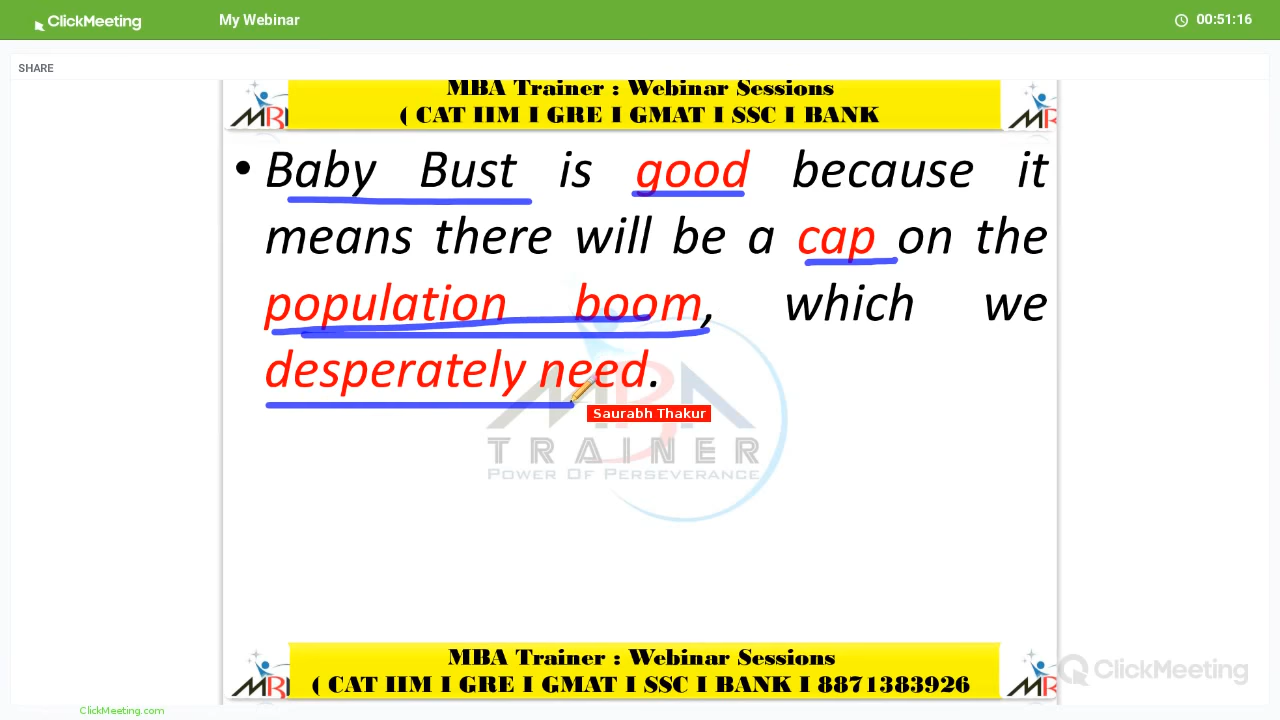 ClickMeeting My Webinar 00:51:16
SHARE
MBA Trainer : Webinar Sessions
( CAT IIM I GRE I GMAT I SSC I BANK
• Baby Bust is good because it
means there will be a cap on the
population boom, which we
desperately need.
Saurabh Thakur
MBA
TRAINER
POWER OF PERSEVERANCE
MBA Trainer : Webinar Sessions
( CAT IIM I GRE I GMAT I SSC I BANK I 8871383926
ClickMeeting
ClickMeeting.com